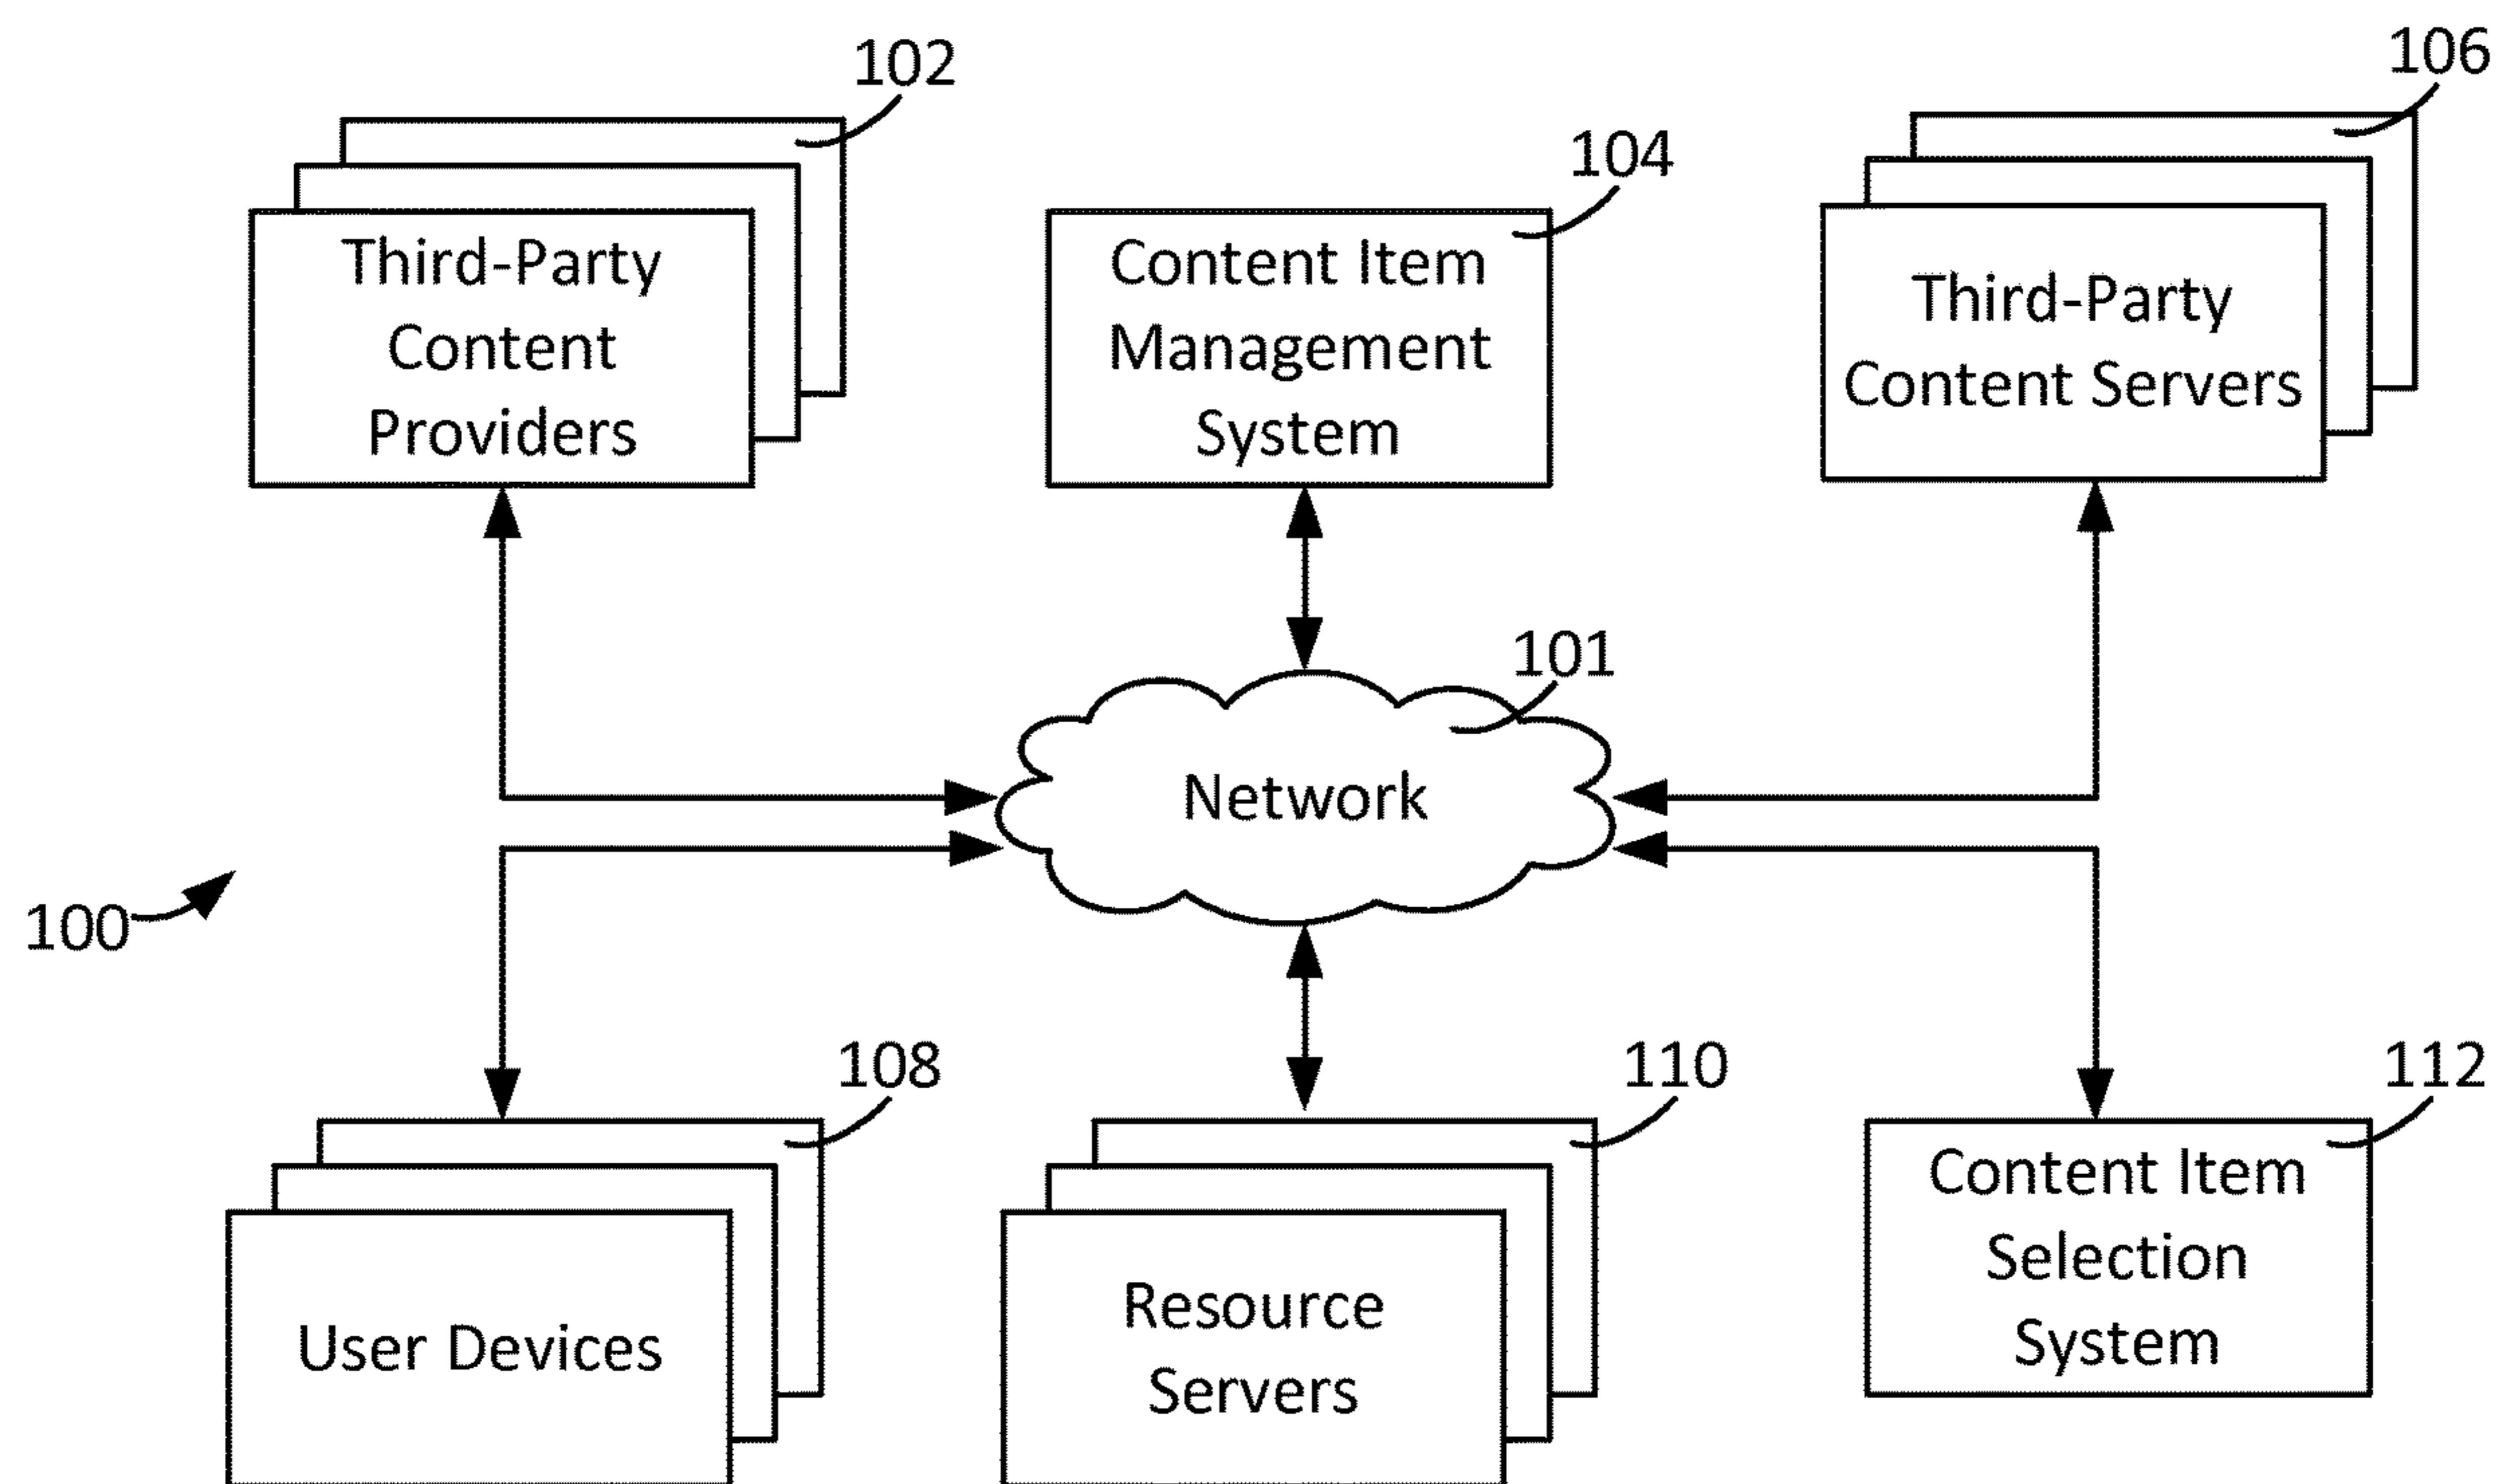 102
106
104
Third-Party
Content
Providers
Content Item
Management
System
Third-Party
Content Servers
101
Network
100
108
110
112
User Devices
Resource
Servers
Content Item
Selection
System